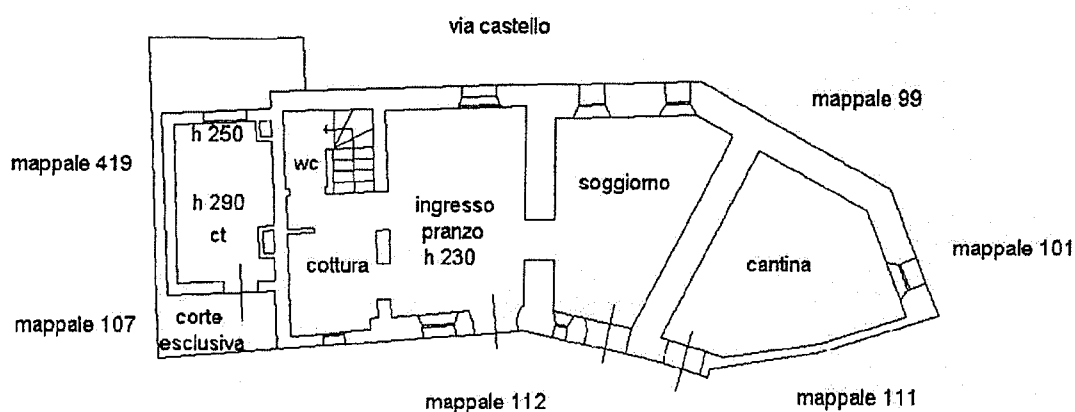 via castello
mappale 99
h 250
mappale 419
wc
soggiorno
h 290
ct
ingresso
pranzo
h 230
cottura
cantina
mappale 101
mappale 107
corte
esclusiva
mappale 112
mappale 111